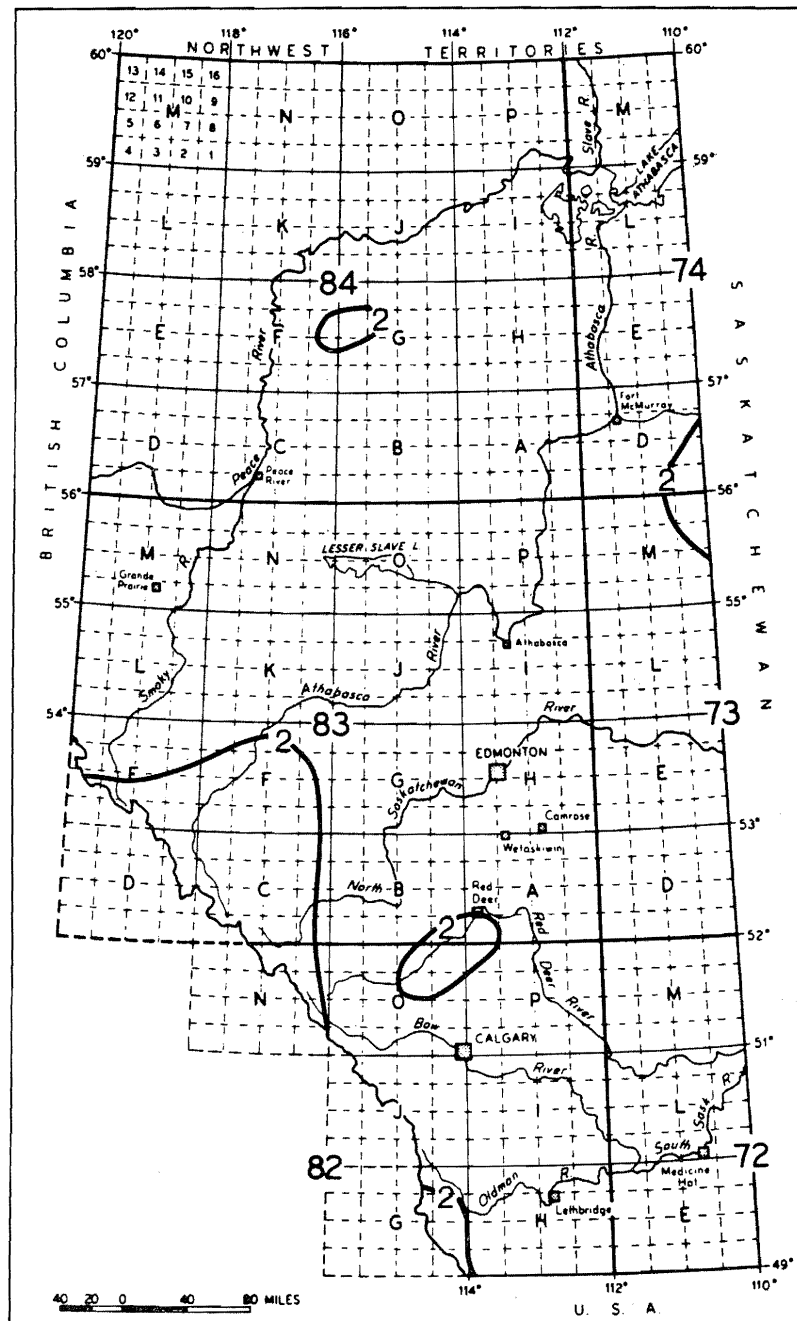 120° 118° 116° 114° 112° 110°
NORTHWEST TERRITORIES
60° 60°
13 14 15 16
12 11 10 9
5 6 7 8
4 3 2 1
M N O P M
Slave R.
59° 59°
LAKE ATHABASCA
L K J I L
R.
58° 84 74
BRITISH COLUMBIA
SASKATCHEWAN
2
E F G H E
River
Athabasca
57° 57°
Fort McMurray
D C B A D
Peace
Peace River
2
56° 56°
M N O P M
R.
LESSER SLAVE L.
Grande Prairie
55° 55°
Athabasca
L K J I L
Smoky
Athabasca River
River
54° 83 73
2
EDMONTON
E F G H E
Saskatchewan
Camrose
Wetaskiwin
53°
D C B A D
North
Red Deer
2
Red Deer River
52°
N O P M
Bow
CALGARY
51°
River
J I L
Sask R.
South
82 50° 72
Medicine Hat
2
Oldman R.
Lethbridge
G H E
49°
114° 112° 110°
40 20 0 40 80 MILES
U. S. A.